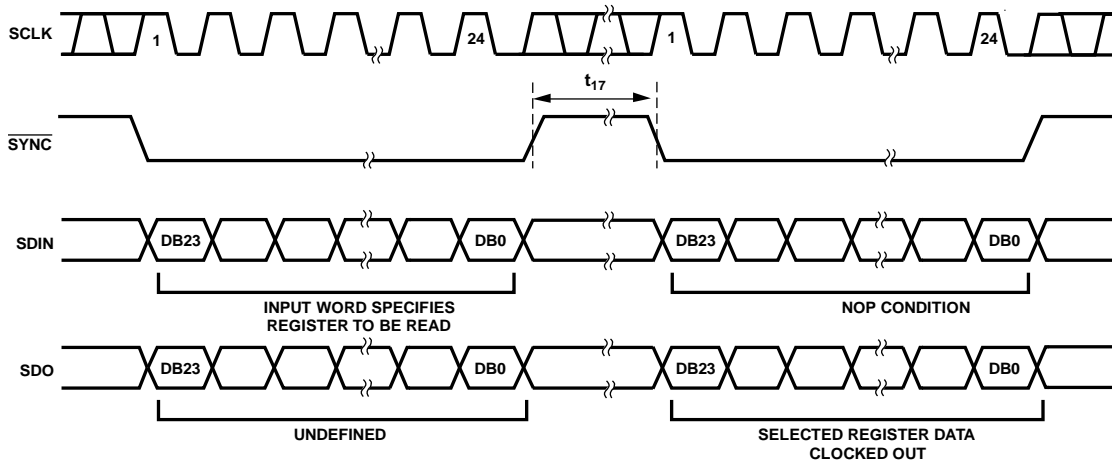 SCLK
1
24
1
24
t17
SYNC
SDIN
DB23
DB0
DB23
DB0
INPUT WORD SPECIFIES
REGISTER TO BE READ
NOP CONDITION
SDO
DB23
DB0
DB23
DB0
UNDEFINED
SELECTED REGISTER DATA
CLOCKED OUT